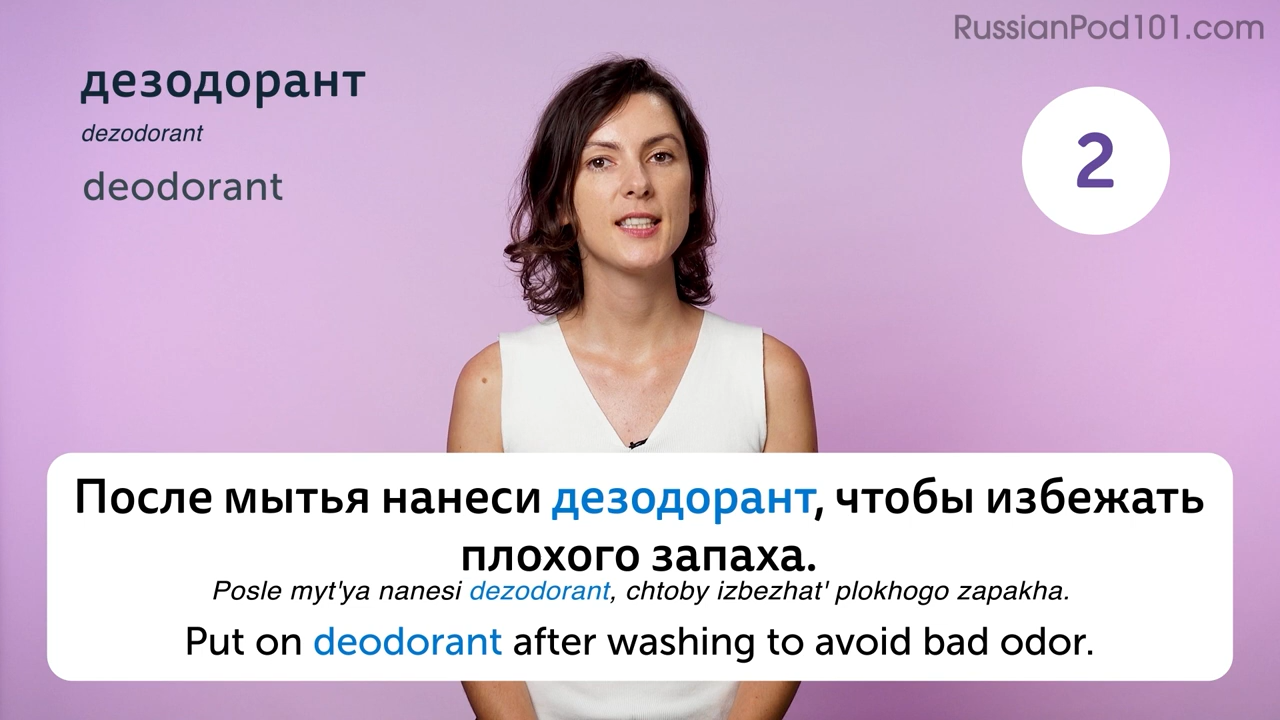 RussianPod101.com
дезодорант
dezodorant
deodorant
2
После мытья нанеси дезодорант, чтобы избежать
плохого запаха.
Posle myt'ya nanesi dezodorant, chtoby izbezhat' plokhogo zapakha.
Put on deodorant after washing to avoid bad odor.